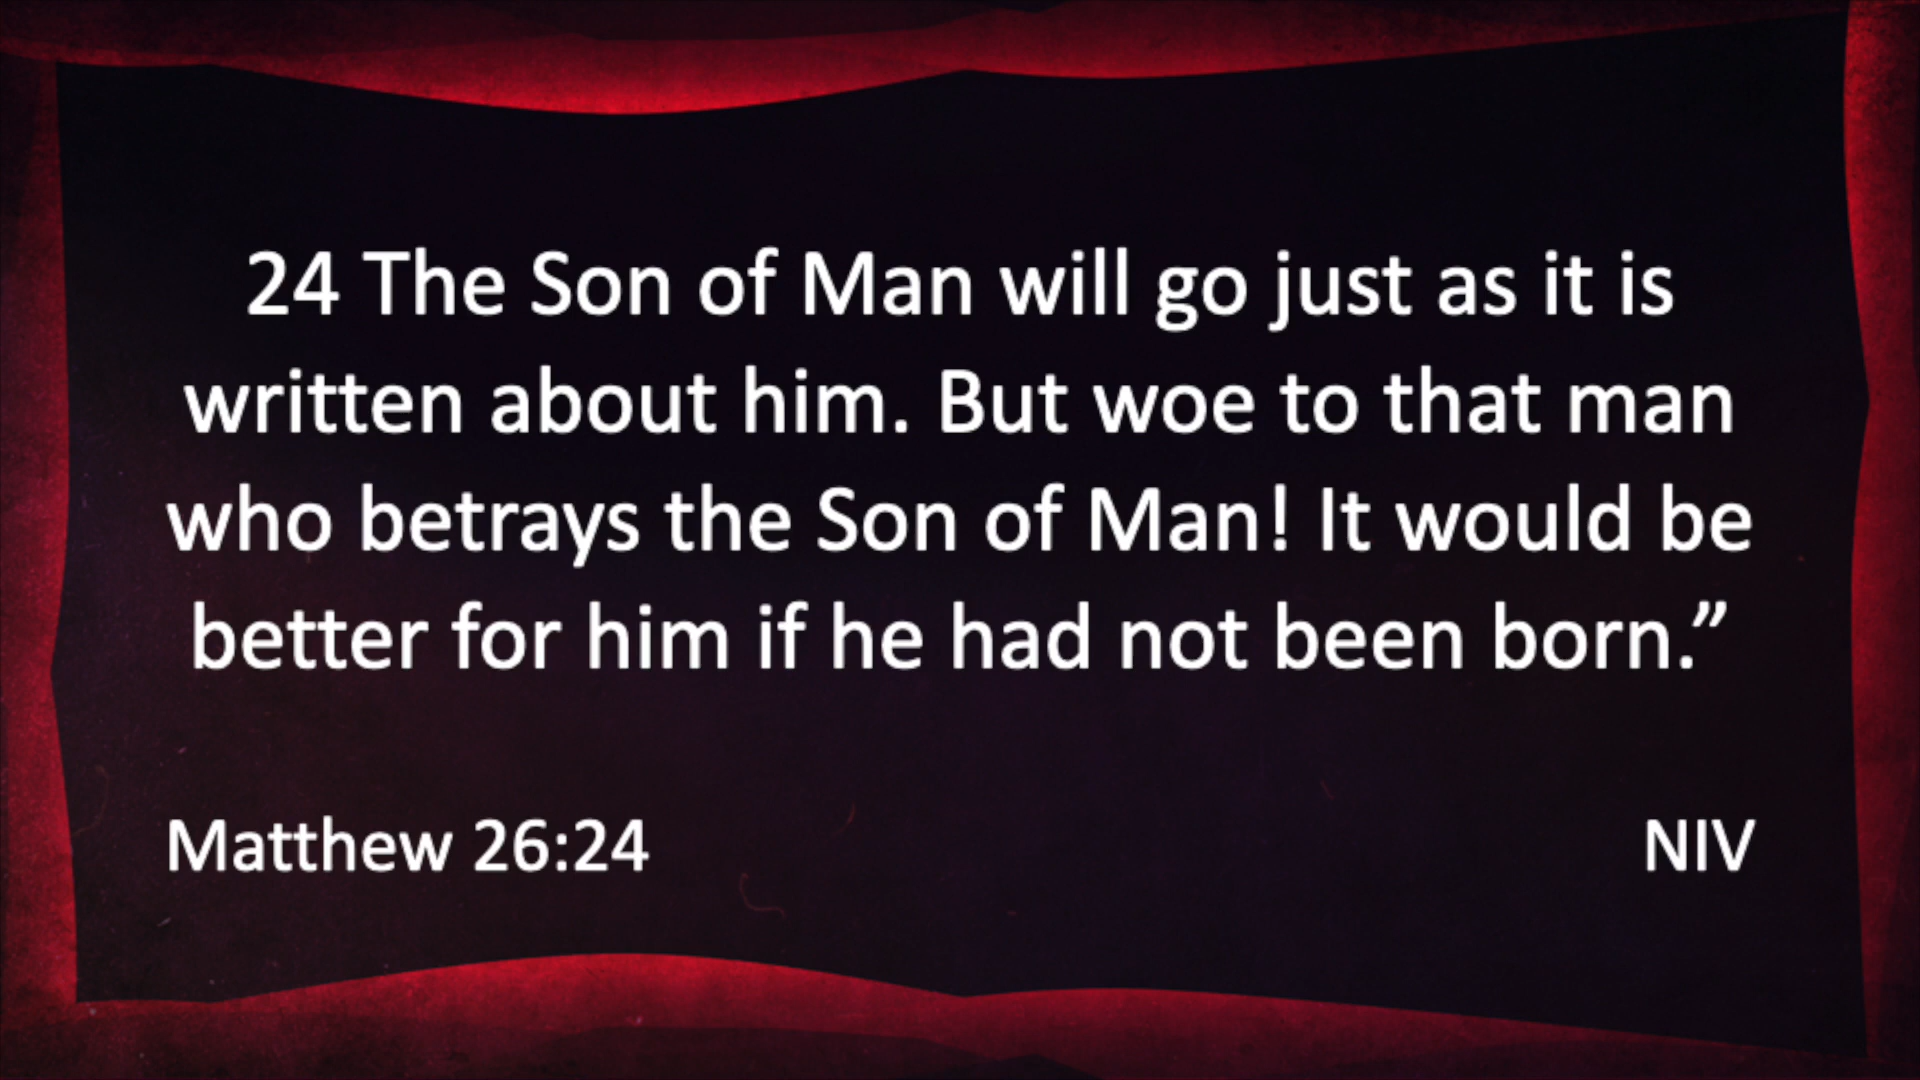 24 The Son of Man will go just as it is
written about him. But woe to that man
who betrays the Son of Man! It would be
better for him if he had not been born.”
Matthew 26:24
NIV